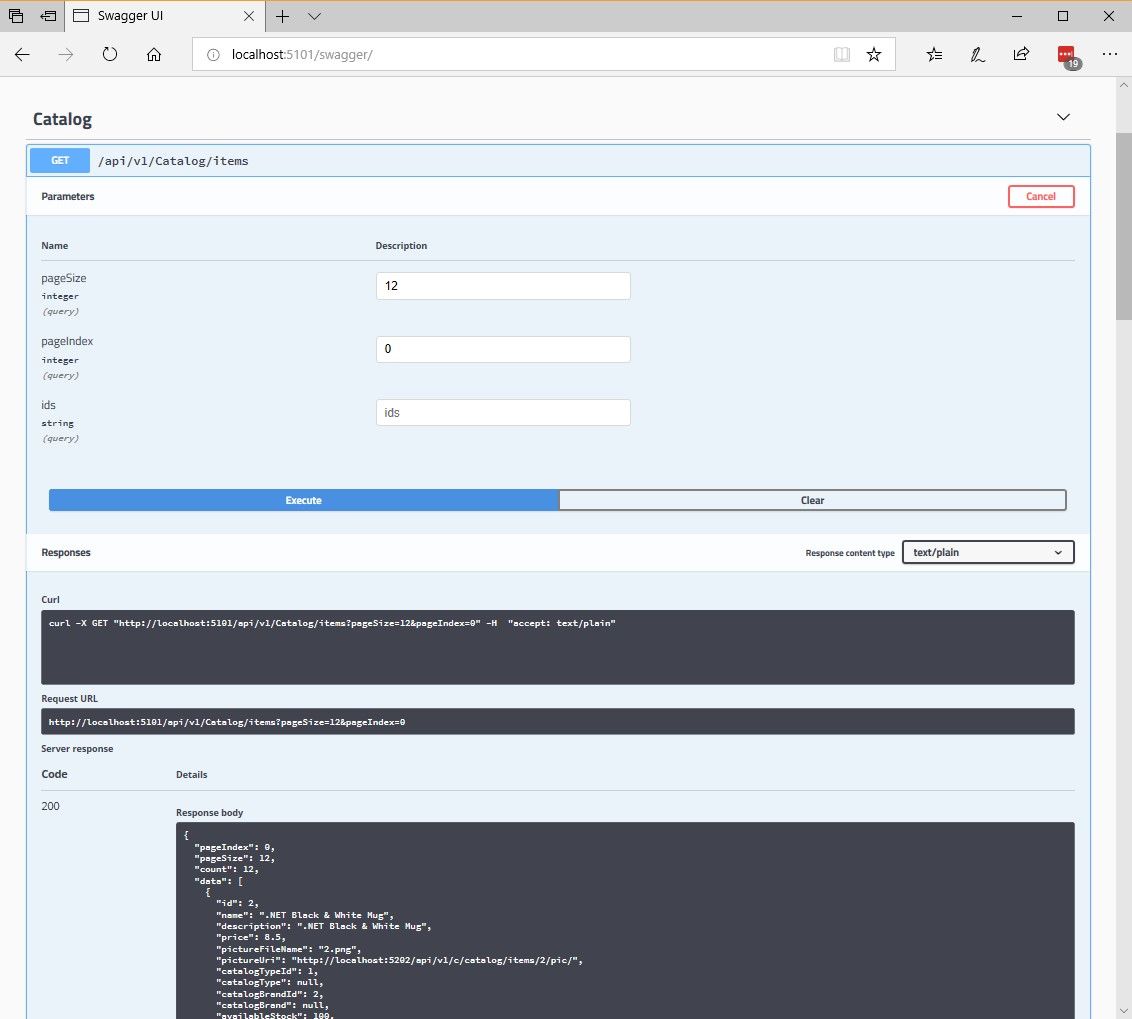 Swagger UI
localhost:5101/swagger/
19
Catalog
GET /api/v1/Catalog/items
Parameters
Cancel
Name Description
pageSize
12
integer
(query)
pageIndex
0
integer
(query)
ids
ids
string
(query)
Execute Clear
Responses Response content type text/plain
Curl
curl -X GET "http://localhost:5101/api/v1/Catalog/items?pageSize=12&pageIndex=0" -H  "accept: text/plain"
Request URL
http://localhost:5101/api/v1/Catalog/items?pageSize=12&pageIndex=0
Server response
Code Details
200
Response body
{
  "pageIndex": 0,
  "pageSize": 12,
  "count": 12,
  "data": [
    {
      "id": 2,
      "name": ".NET Black & White Mug",
      "description": ".NET Black & White Mug",
      "price": 8.5,
      "pictureFileName": "2.png",
      "pictureUri": "http://localhost:5202/api/v1/c/catalog/items/2/pic/",
      "catalogTypeId": 1,
      "catalogType": null,
      "catalogBrandId": 2,
      "catalogBrand": null,
      "availableStock": 100,